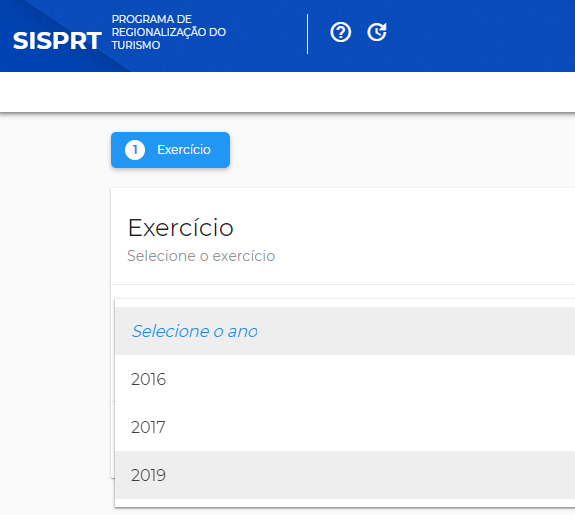 SISPRT
PROGRAMA DE
REGIONALIZAÇÃO DO
TURISMO
1 Exercício
Exercício
Selecione o exercício
Selecione o ano
2016
2017
2019